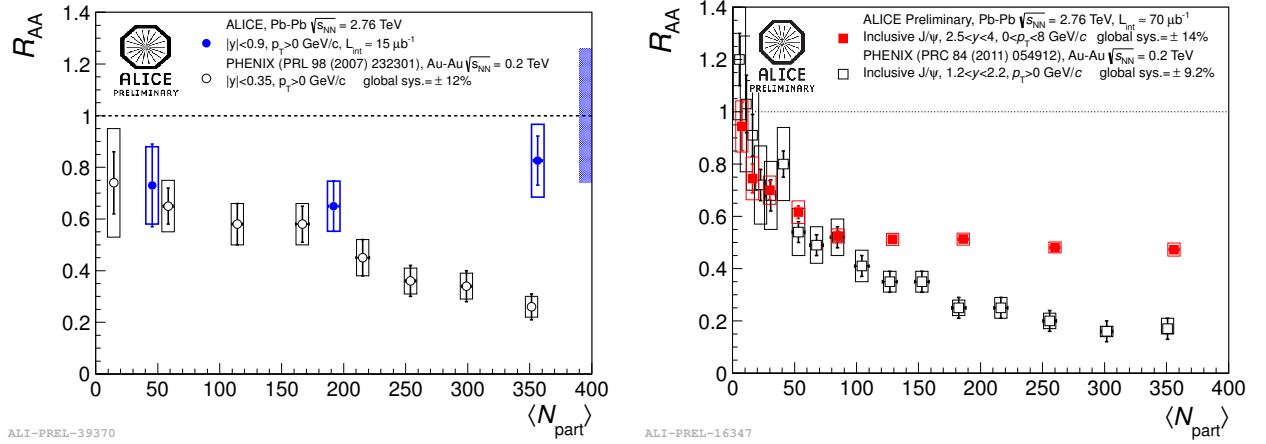 R_AA
1.4
1.2
1
0.8
0.6
0.4
0.2
0
0 50 100 150 200 250 300 350 400
⟨N_part⟩
ALICE, Pb-Pb √s_NN = 2.76 TeV
|y|<0.9, p_T>0 GeV/c, L_int ≈ 15 μb⁻¹
PHENIX (PRL 98 (2007) 232301), Au-Au √s_NN = 0.2 TeV
|y|<0.35, p_T>0 GeV/c global sys.= ± 12%
ALICE
PRELIMINARY
ALI-PREL-39370
R_AA
1.4
1.2
1
0.8
0.6
0.4
0.2
0
0 50 100 150 200 250 300 350 400
⟨N_part⟩
ALICE Preliminary, Pb-Pb √s_NN = 2.76 TeV, L_int ≈ 70 μb⁻¹
Inclusive J/ψ, 2.5<y<4, 0<p_T<8 GeV/c global sys.= ± 14%
PHENIX (PRC 84 (2011) 054912), Au-Au √s_NN = 0.2 TeV
Inclusive J/ψ, 1.2<y<2.2, p_T>0 GeV/c global sys.= ± 9.2%
ALICE
PRELIMINARY
ALI-PREL-16347